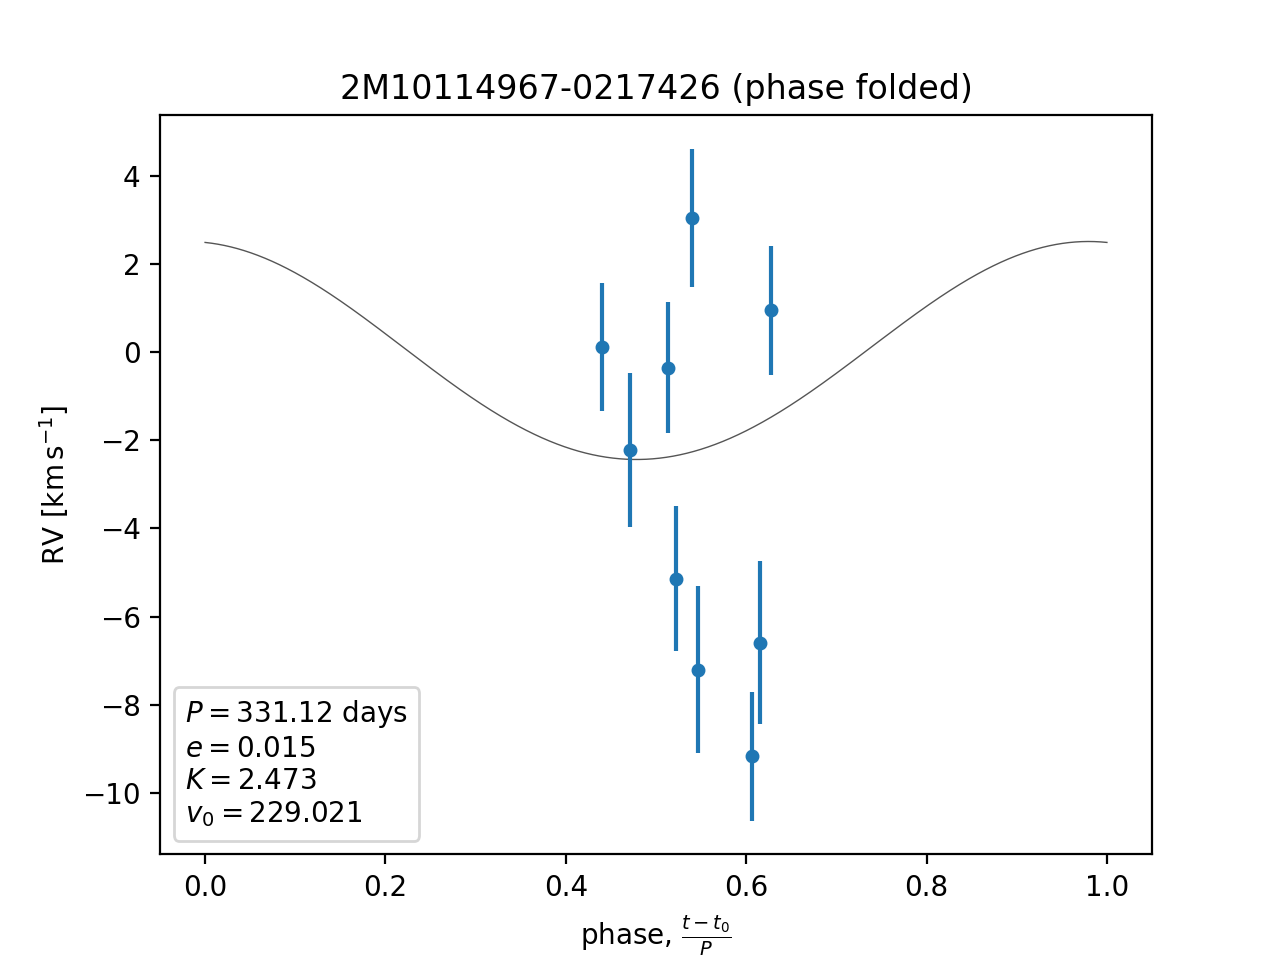 2M10114967-0217426 (phase folded)
4
2
0
−2
−4
−6
−8
−10
RV [km s⁻¹]
P = 331.12 days
e = 0.015
K = 2.473
v₀ = 229.021
0.0 0.2 0.4 0.6 0.8 1.0
phase, (t − t₀)/P